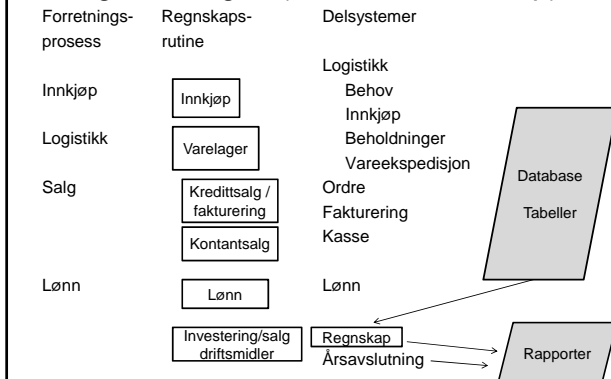 Forretnings-
prosess
Regnskaps-
rutine
Delsystemer
Logistikk
Behov
Innkjøp
Beholdninger
Vareekspedisjon
Innkjøp
Innkjøp
Logistikk
Varelager
Salg
Kredittsalg /
fakturering
Kontantsalg
Ordre
Fakturering
Kasse
Database
Tabeller
Lønn
Lønn
Lønn
Investering/salg
driftsmidler
Regnskap
Årsavslutning
Rapporter